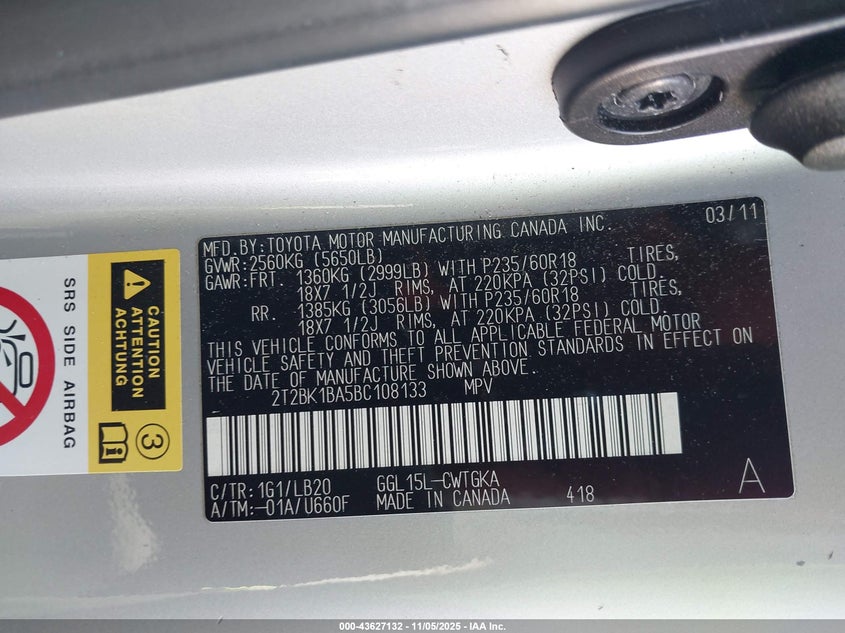 MFD.BY:TOYOTA MOTOR MANUFACTURING CANADA INC. 03/11
GVWR:2560KG (5650LB)
GAWR:FRT. 1360KG (2999LB) WITH P235/60R18 TIRES,
18X7 1/2J RIMS, AT 220KPA (32PSI) COLD.
RR. 1385KG (3056LB) WITH P235/60R18 TIRES,
18X7 1/2J RIMS, AT 220KPA (32PSI) COLD.
THIS VEHICLE CONFORMS TO ALL APPLICABLE FEDERAL MOTOR
VEHICLE SAFETY AND THEFT PREVENTION STANDARDS IN EFFECT ON
THE DATE OF MANUFACTURE SHOWN ABOVE.
2T2BK1BA5BC108133 MPV
C/TR:1G1/LB20 GGL15L-CWTGKA
A/TM:-01A/U660F MADE IN CANADA 418 A
SRS SIDE AIRBAG
CAUTION
ATTENTION
ACHTUNG
3
000-43627132 - 11/05/2025 - IAA Inc.